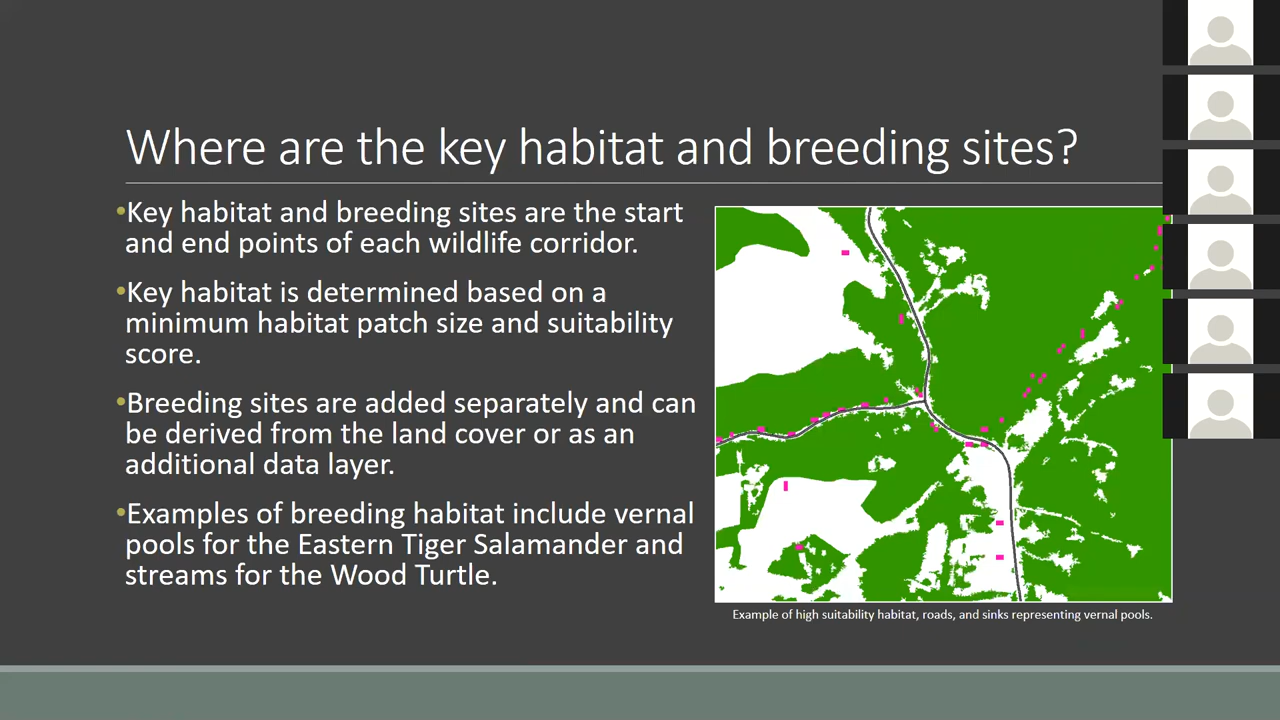 Where are the key habitat and breeding sites?
•Key habitat and breeding sites are the start
and end points of each wildlife corridor.
•Key habitat is determined based on a
minimum habitat patch size and suitability
score.
•Breeding sites are added separately and can
be derived from the land cover or as an
additional data layer.
•Examples of breeding habitat include vernal
pools for the Eastern Tiger Salamander and
streams for the Wood Turtle.
Example of high suitability habitat, roads, and sinks representing vernal pools.